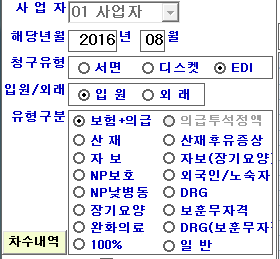 사 업 자 01 사업자
해당년월 2016 년 08 월
청구유형 서면 디스켓 EDI
입원/외래 입 원 외 래
유형구분 보험+의급 의급투석정액
산 재 산재후유증상
자 보 자보(장기요양)
NP보호 외국인/노숙자
NP낮병동 DRG
장기요양 보훈무자격
완화의료 DRG(보훈무자
차수내역 100% 일 반